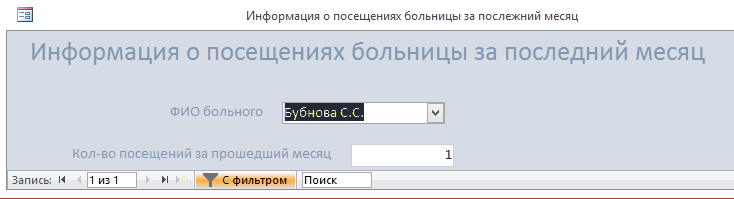 Информация о посещениях больницы за послежний месяц
Информация о посещениях больницы за последний месяц
ФИО больного Бубнова С.С.
Кол-во посещений за прошедший месяц 1
Запись: 1 из 1 С фильтром Поиск